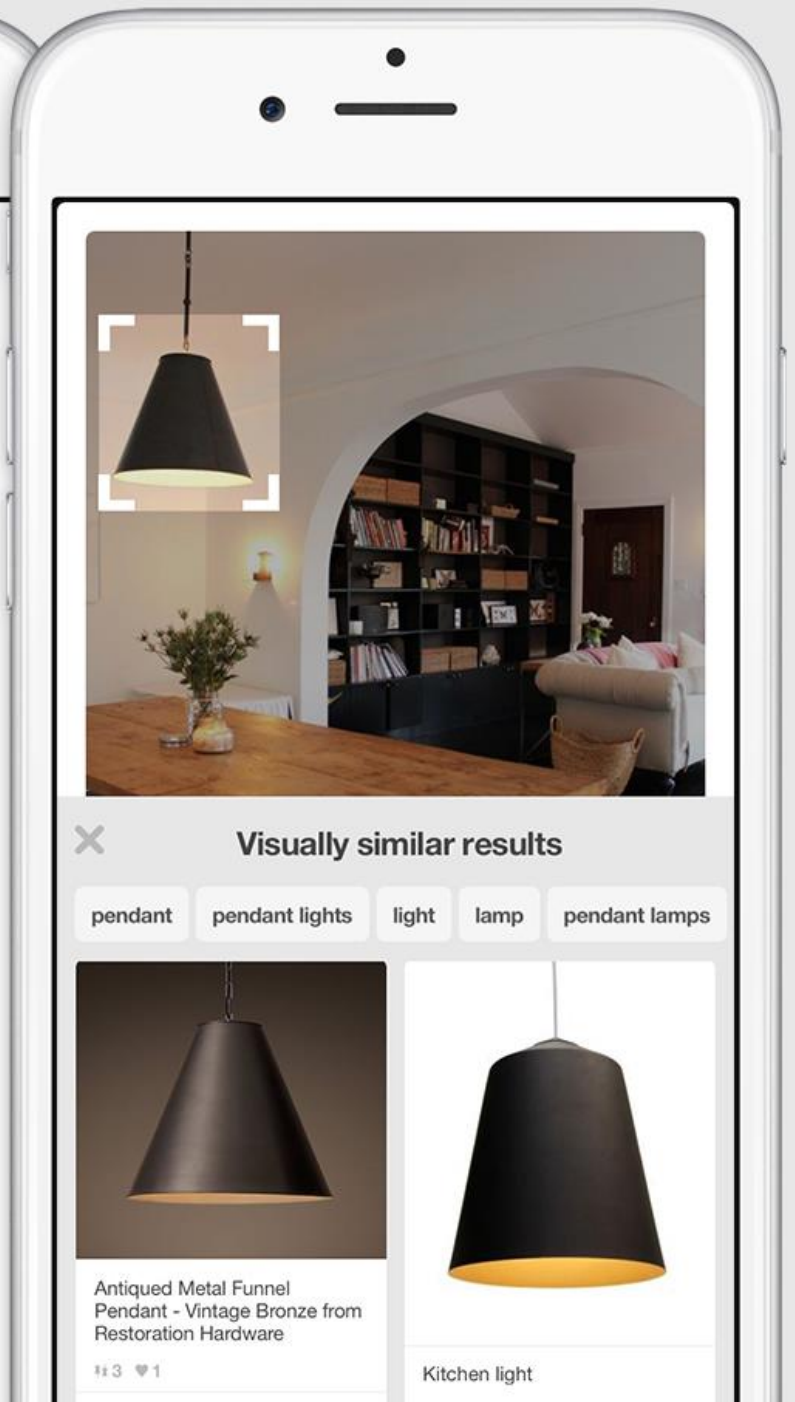 Visually similar results
pendant
pendant lights
light
lamp
pendant lamps
Antiqued Metal Funnel
Pendant - Vintage Bronze from
Restoration Hardware
3 1
Kitchen light